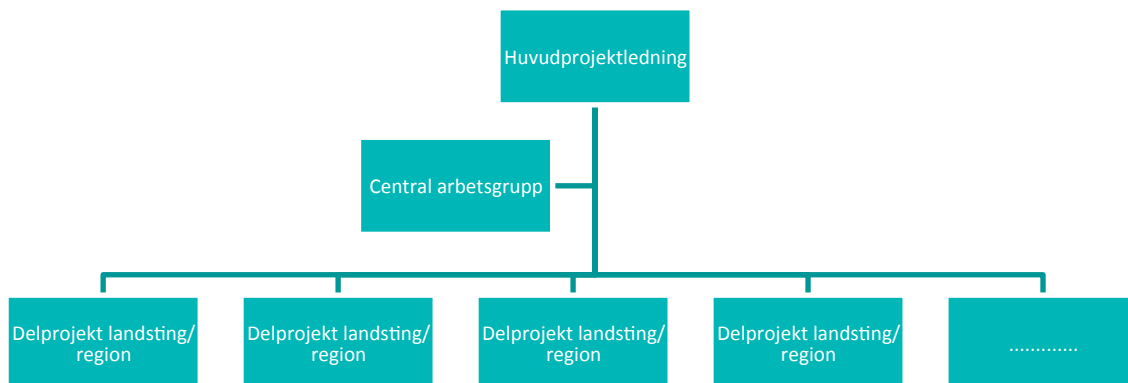 Huvudprojektledning
Central arbetsgrupp
Delprojekt landsting/
region
Delprojekt landsting/
region
Delprojekt landsting/
region
Delprojekt landsting/
region
.............